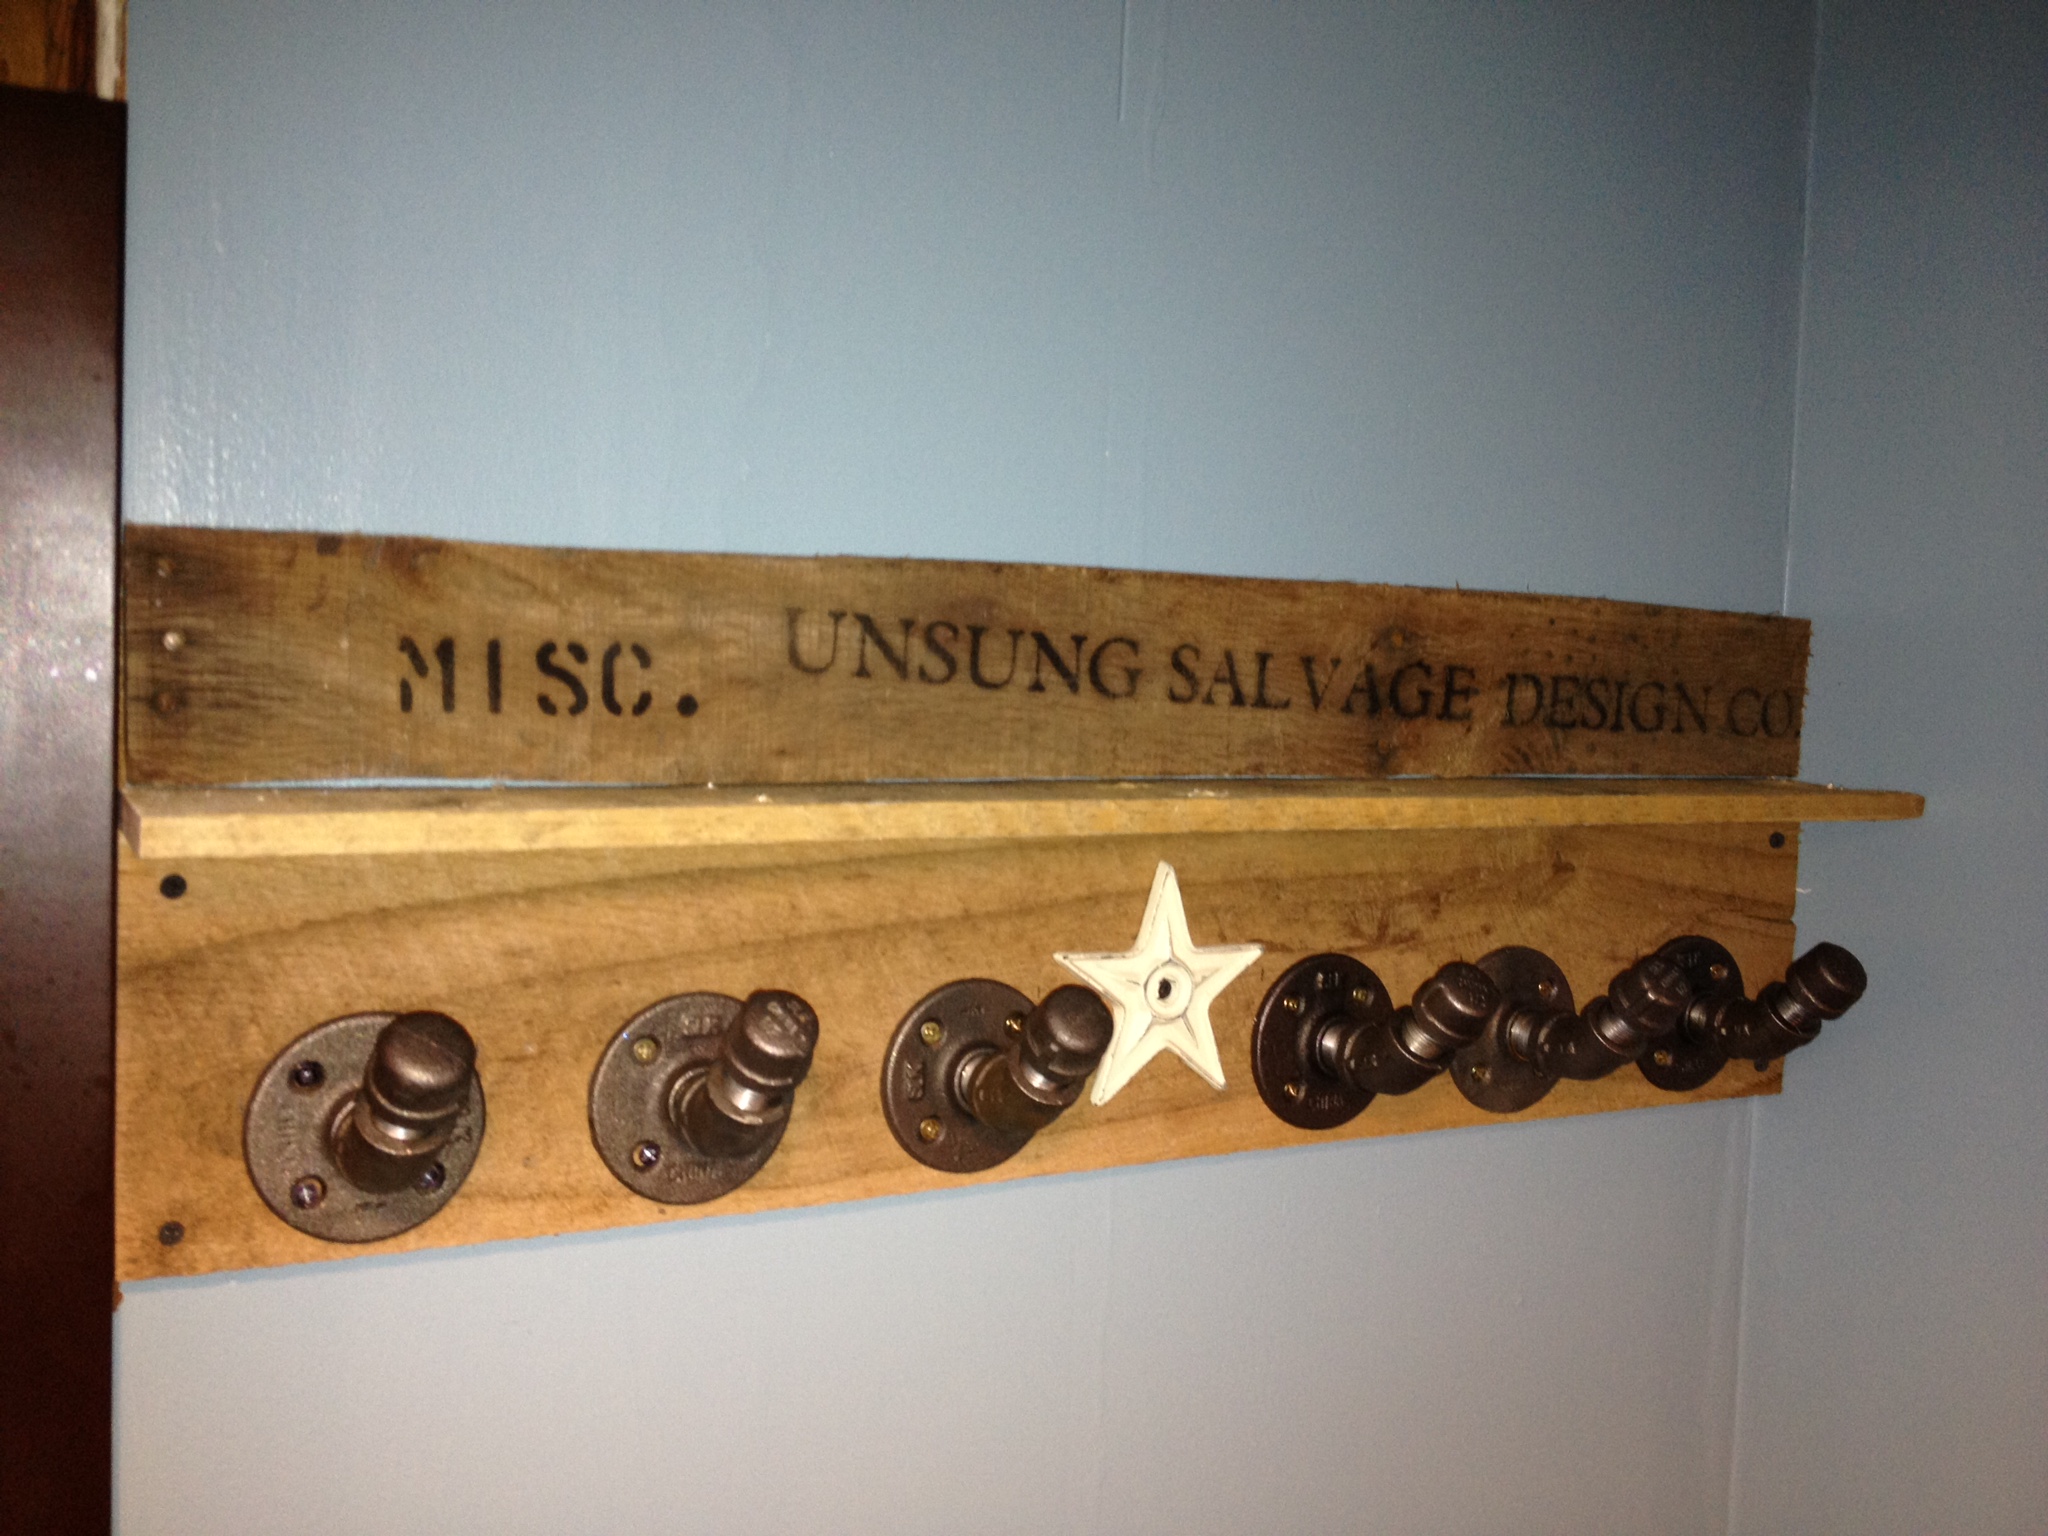 MISC. UNSUNG SALVAGE DESIGN CO.